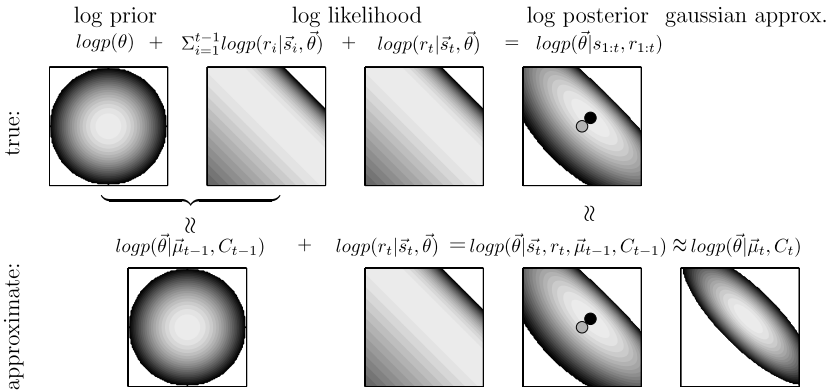 log prior log likelihood log posterior gaussian approx.
logp(θ) + Σ_{i=1}^{t−1}logp(r_i|s⃗_i, θ⃗) + logp(r_t|s⃗_t, θ⃗) = logp(θ⃗|s_{1:t}, r_{1:t})
true:
≈ ≈
logp(θ⃗|μ⃗_{t−1}, C_{t−1}) + logp(r_t|s⃗_t, θ⃗) = logp(θ⃗|s⃗_t, r_t, μ⃗_{t−1}, C_{t−1}) ≈ logp(θ⃗|μ⃗_t, C_t)
approximate: